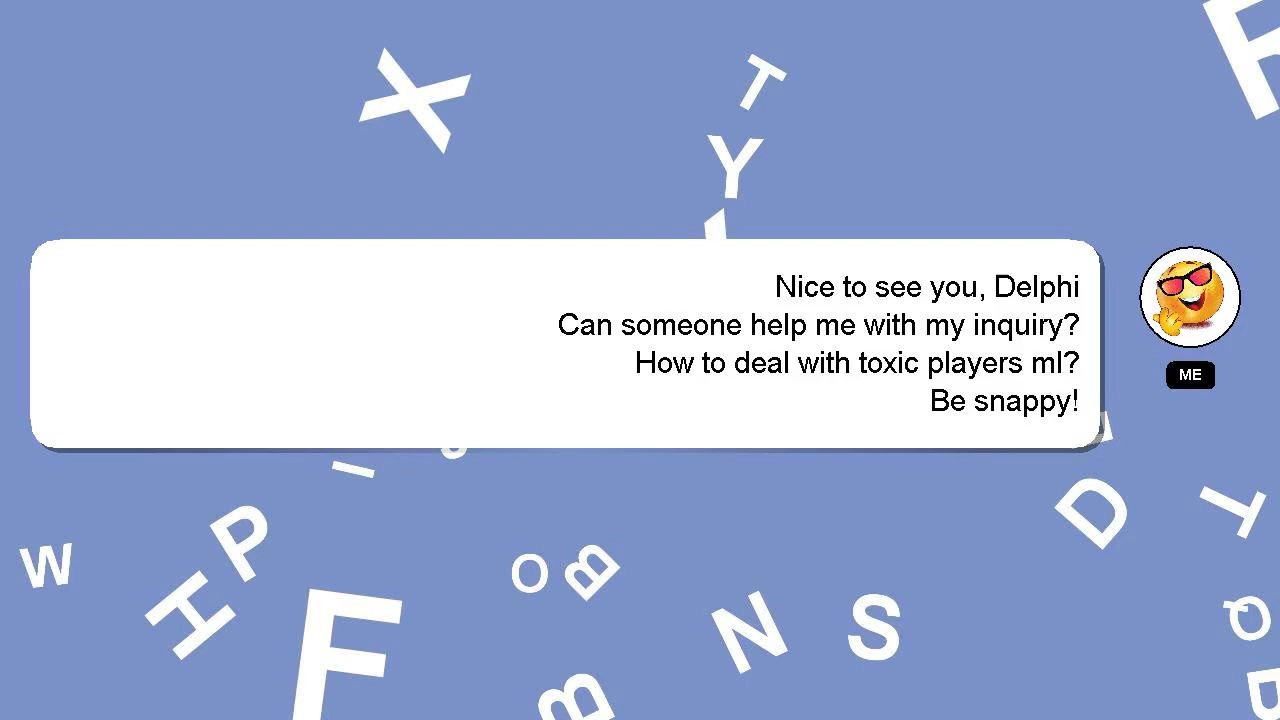 X
T
Y
F
Nice to see you, Delphi
Can someone help me with my inquiry?
How to deal with toxic players ml?
Be snappy!
ME
I
D
T
P
W
H
O
B
F
N
S
Q
B
B